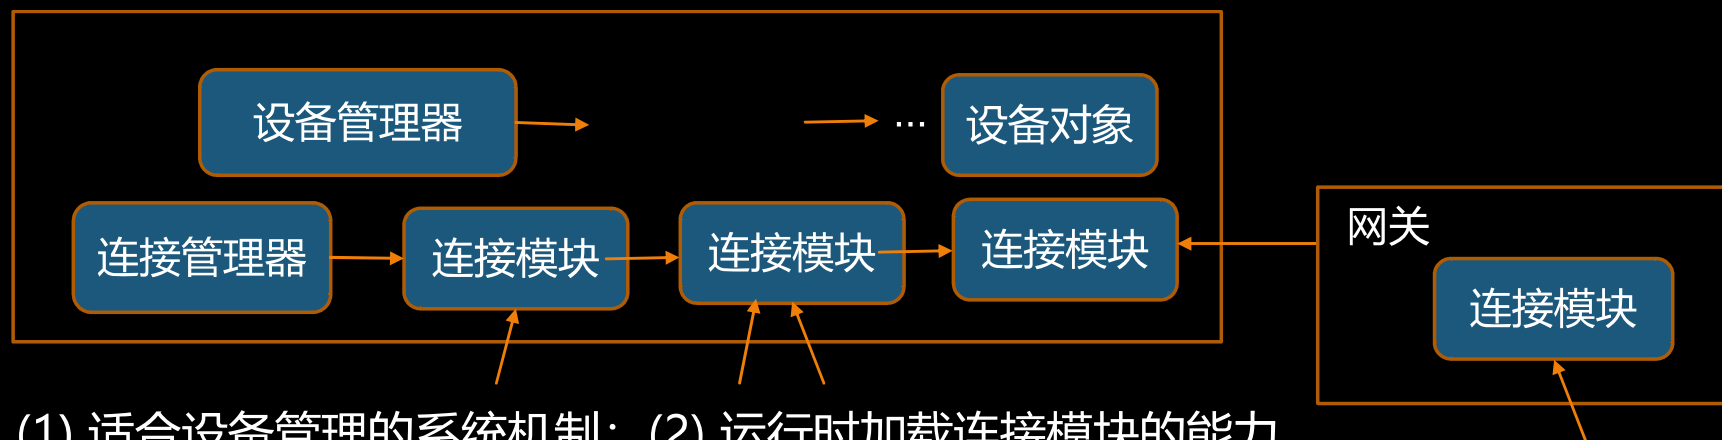 设备管理器
...
设备对象
连接管理器
连接模块
连接模块
连接模块
网关
连接模块
(1) 适合设备管理的系统机制；(2) 运行时加载连接模块的能力